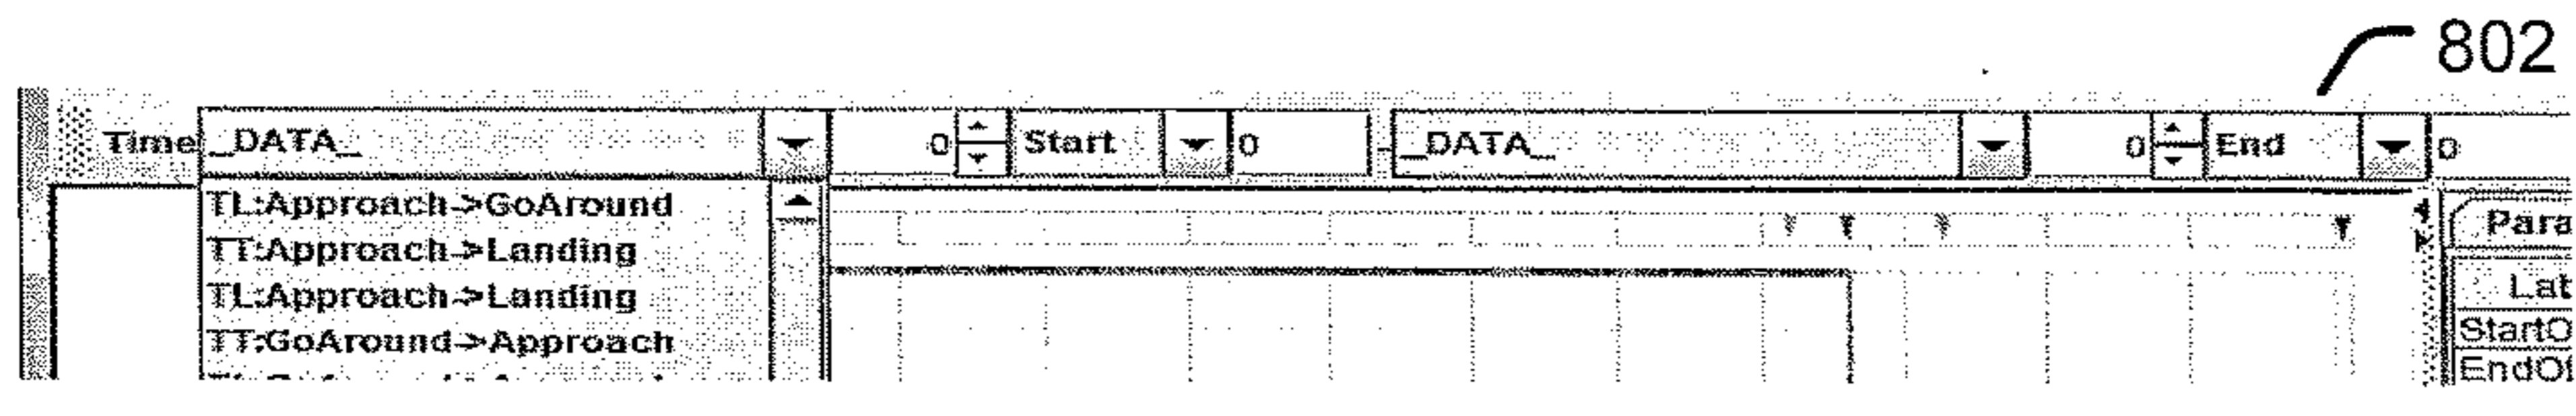 802
Time _DATA_ 0 Start 0 - _DATA_ 0 End 0
TL:Approach->GoAround
TT:Approach->Landing
TL:Approach->Landing
TT:GoAround->Approach
Para
Lat
StartO
EndOf